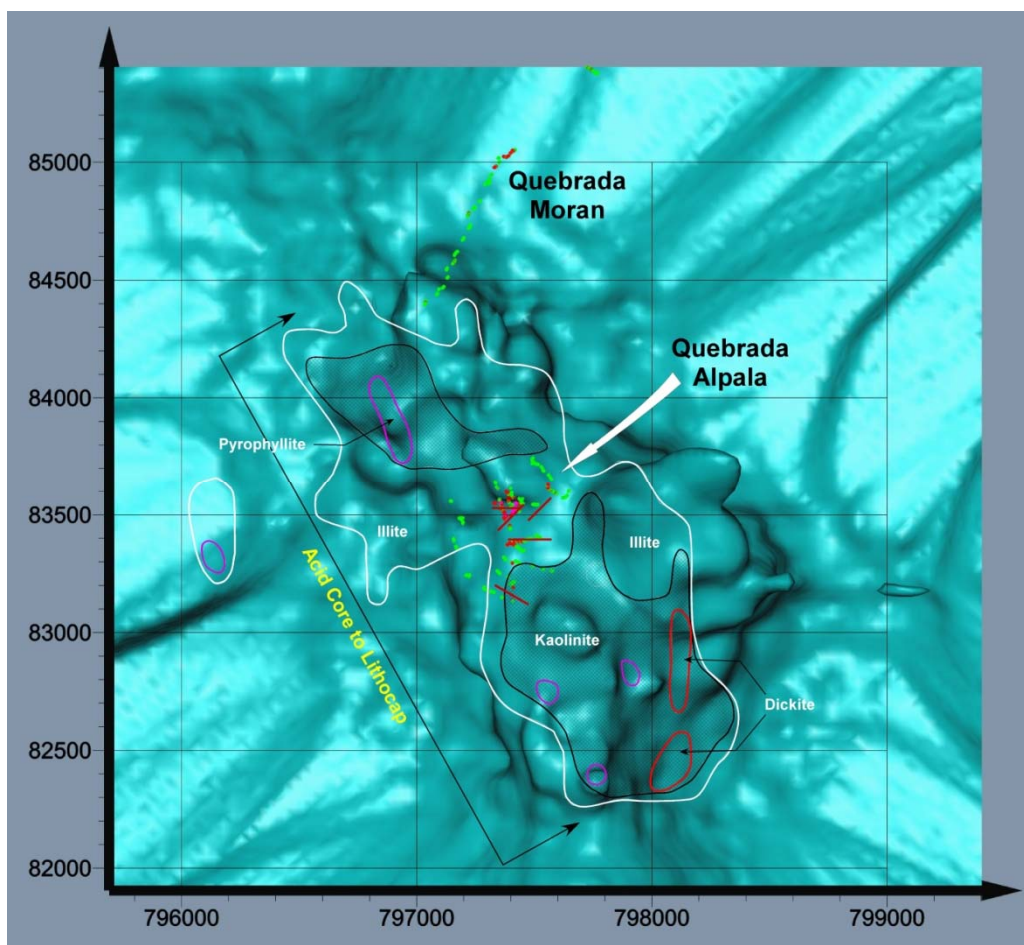 85000
Quebrada
Moran
84500
Quebrada
Alpala
84000
Pyrophyllite
83500
Illite
Illite
Acid Core to Lithocap
83000
Kaolinite
Dickite
82500
82000
796000
797000
798000
799000